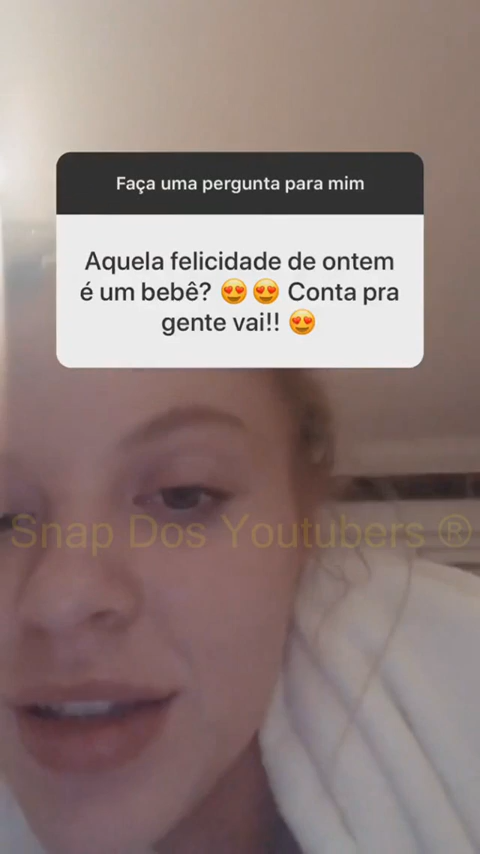 Faça uma pergunta para mim
Aquela felicidade de ontem
é um bebê? 😍😍 Conta pra
gente vai!! 😍
Snap Dos Youtubers ®